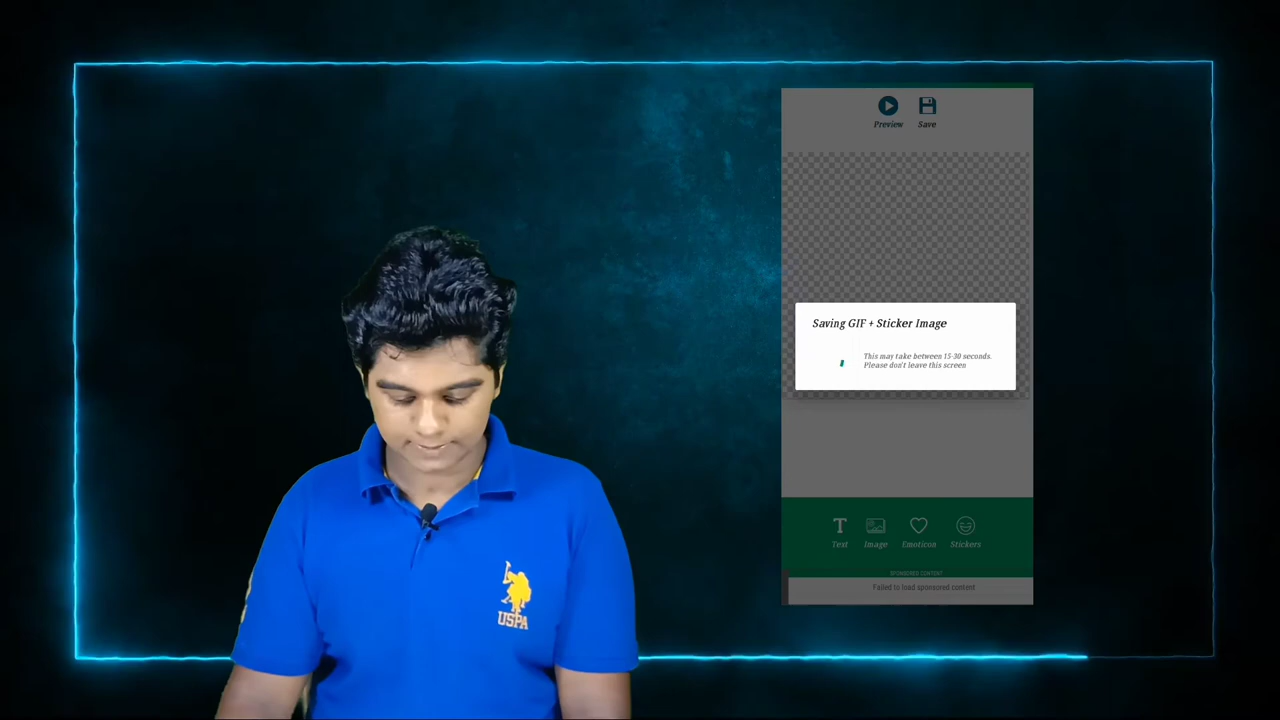 Preview Save
Saving GIF + Sticker Image
This may take between 15-30 seconds.
Please don't leave this screen
Text Image Emoticon Stickers
SPONSORED CONTENT
Failed to load sponsored content
USPA